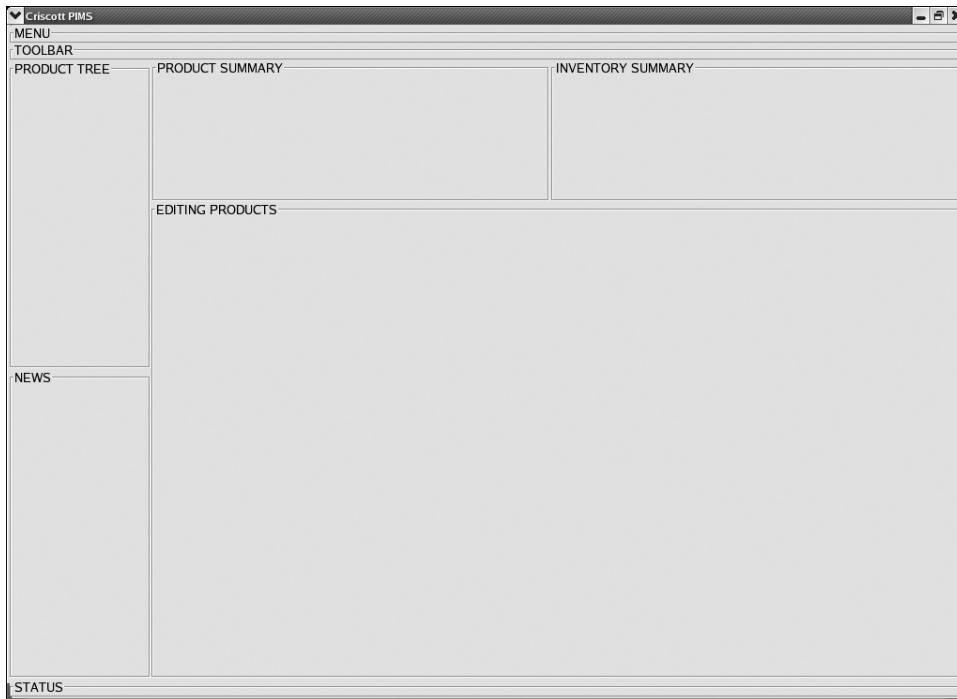 Criscott PIMS
MENU
TOOLBAR
PRODUCT TREE
PRODUCT SUMMARY
INVENTORY SUMMARY
EDITING PRODUCTS
NEWS
STATUS